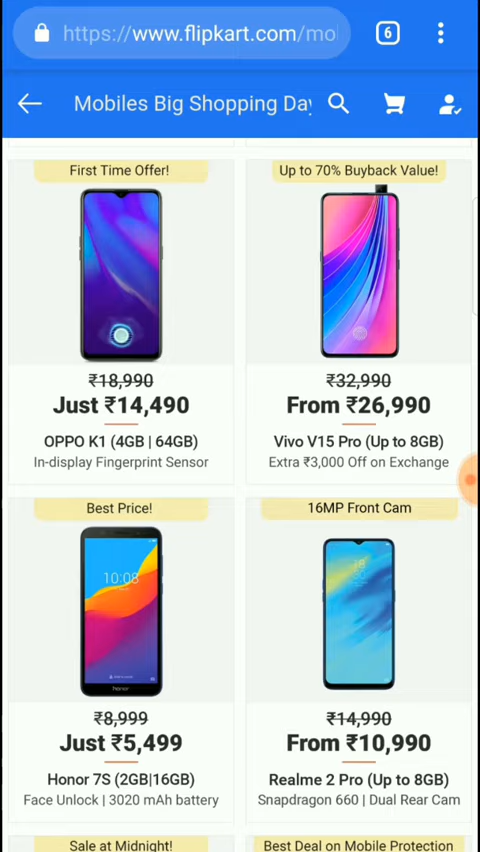 https://www.flipkart.com/mo
6
Mobiles Big Shopping Day
First Time Offer!
₹18,990
Just ₹14,490
OPPO K1 (4GB | 64GB)
In-display Fingerprint Sensor
Up to 70% Buyback Value!
₹32,990
From ₹26,990
Vivo V15 Pro (Up to 8GB)
Extra ₹3,000 Off on Exchange
Best Price!
10:08
honor
₹8,999
Just ₹5,499
Honor 7S (2GB|16GB)
Face Unlock | 3020 mAh battery
16MP Front Cam
₹14,990
From ₹10,990
Realme 2 Pro (Up to 8GB)
Snapdragon 660 | Dual Rear Cam
Sale at Midnight!
Best Deal on Mobile Protection